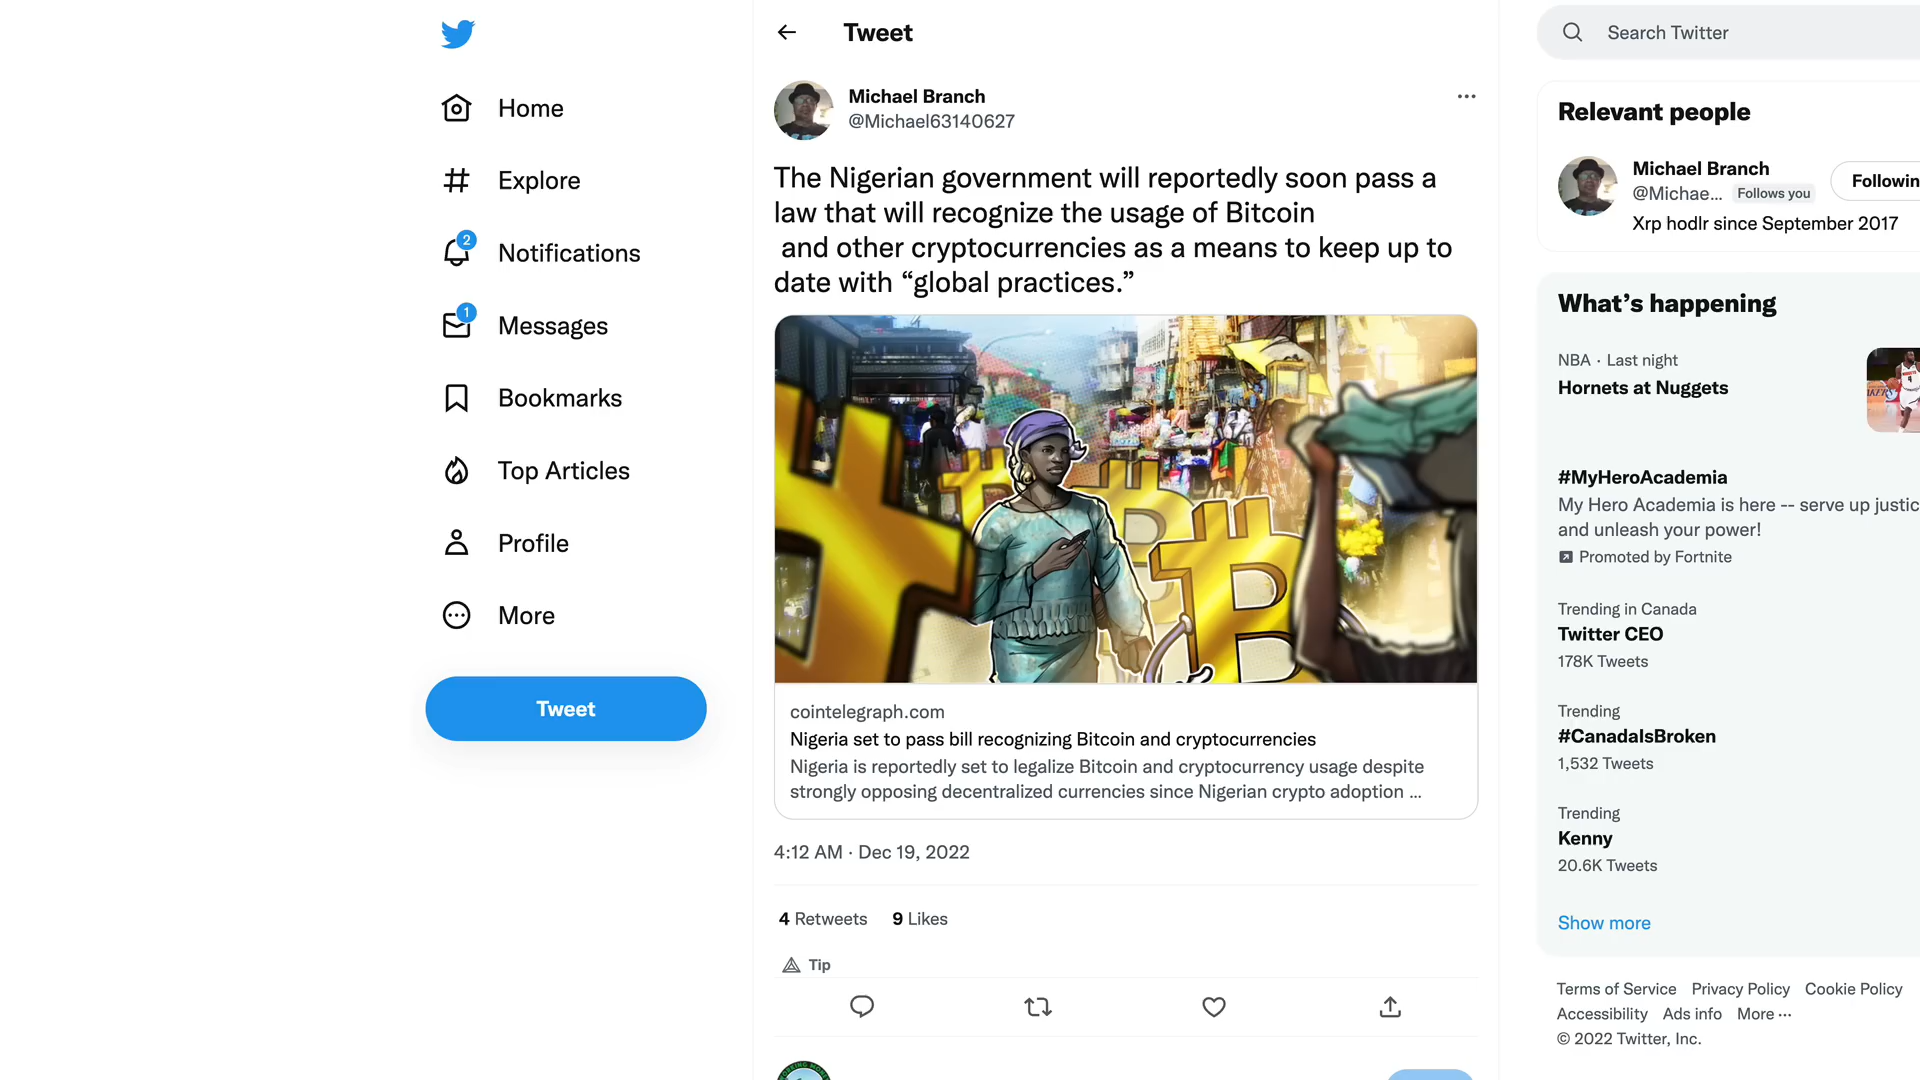 Tweet
Search Twitter
Home
Explore
2
Notifications
1
Messages
Bookmarks
Top Articles
Profile
More
Tweet
Michael Branch
@Michael63140627
The Nigerian government will reportedly soon pass a
law that will recognize the usage of Bitcoin
and other cryptocurrencies as a means to keep up to
date with “global practices.”
cointelegraph.com
Nigeria set to pass bill recognizing Bitcoin and cryptocurrencies
Nigeria is reportedly set to legalize Bitcoin and cryptocurrency usage despite
strongly opposing decentralized currencies since Nigerian crypto adoption ...
4:12 AM · Dec 19, 2022
4 Retweets 9 Likes
Tip
Relevant people
Michael Branch
@Michae... Follows you
Followin
Xrp hodlr since September 2017
What’s happening
NBA · Last night
Hornets at Nuggets
#MyHeroAcademia
My Hero Academia is here -- serve up justic
and unleash your power!
Promoted by Fortnite
Trending in Canada
Twitter CEO
178K Tweets
Trending
#CanadaIsBroken
1,532 Tweets
Trending
Kenny
20.6K Tweets
Show more
Terms of Service Privacy Policy Cookie Policy
Accessibility Ads info More ...
© 2022 Twitter, Inc.